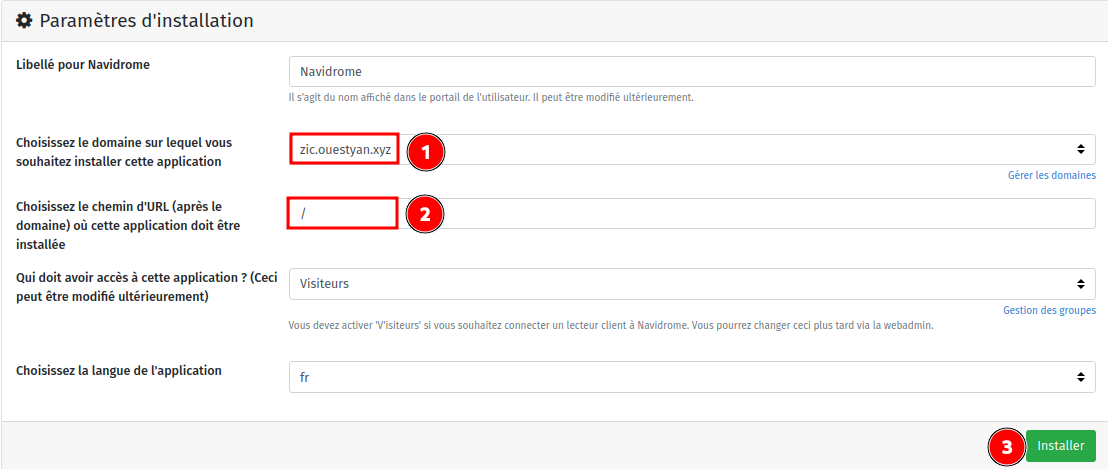 Paramètres d'installation
Libellé pour Navidrome
Navidrome
Il s'agit du nom affiché dans le portail de l'utilisateur. Il peut être modifié ultérieurement.
Choisissez le domaine sur lequel vous
souhaitez installer cette application
zic.ouestyan.xyz
1
Gérer les domaines
Choisissez le chemin d'URL (après le
domaine) où cette application doit être
installée
/
2
Qui doit avoir accès à cette application ? (Ceci
peut être modifié ultérieurement)
Visiteurs
Gestion des groupes
Vous devez activer 'V'isiteurs' si vous souhaitez connecter un lecteur client à Navidrome. Vous pourrez changer ceci plus tard via la webadmin.
Choisissez la langue de l'application
fr
3
Installer